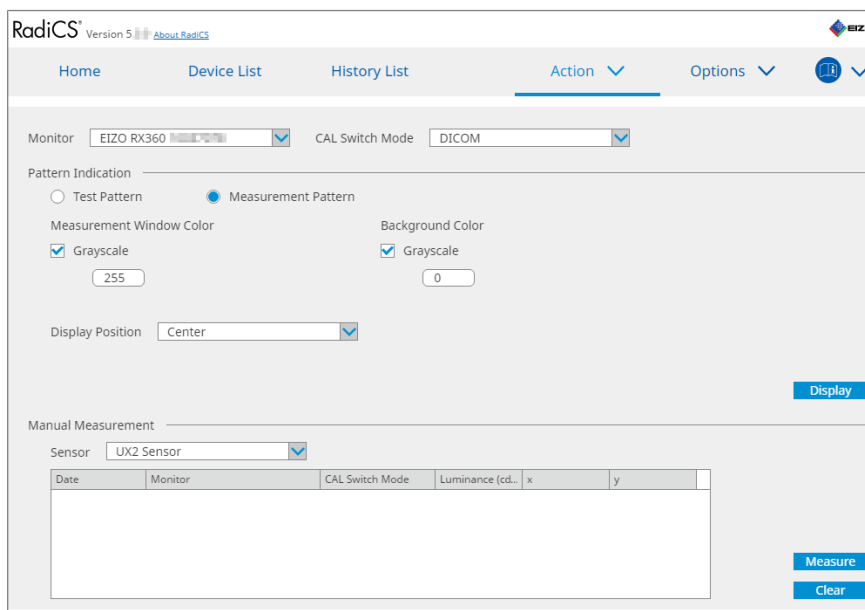 RadiCS® Version 5. About RadiCS EIZ
Home Device List History List Action Options
Monitor EIZO RX360 CAL Switch Mode DICOM
Pattern Indication
Test Pattern Measurement Pattern
Measurement Window Color Background Color
Grayscale Grayscale
255 0
Display Position Center
Display
Manual Measurement
Sensor UX2 Sensor
Date Monitor CAL Switch Mode Luminance (cd... x y
Measure
Clear